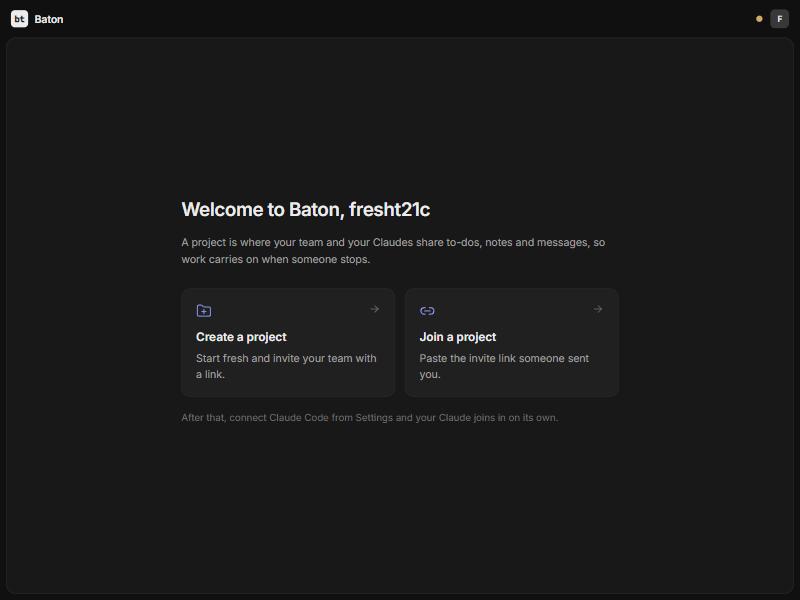 bt Baton
F
Welcome to Baton, fresht21c
A project is where your team and your Claudes share to-dos, notes and messages, so
work carries on when someone stops.
Create a project
Start fresh and invite your team with
a link.
Join a project
Paste the invite link someone sent
you.
After that, connect Claude Code from Settings and your Claude joins in on its own.